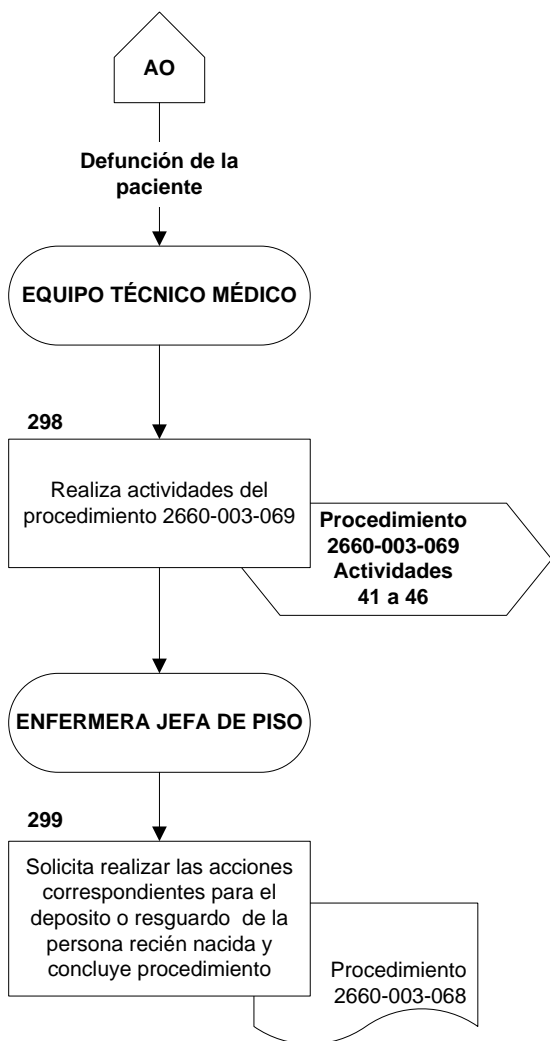 AO
Defunción de la
paciente
EQUIPO TÉCNICO MÉDICO
298
Realiza actividades del
procedimiento 2660-003-069
Procedimiento
2660-003-069
Actividades
41 a 46
ENFERMERA JEFA DE PISO
299
Solicita realizar las acciones
correspondientes para el
deposito o resguardo de la
persona recién nacida y
concluye procedimiento
Procedimiento
2660-003-068